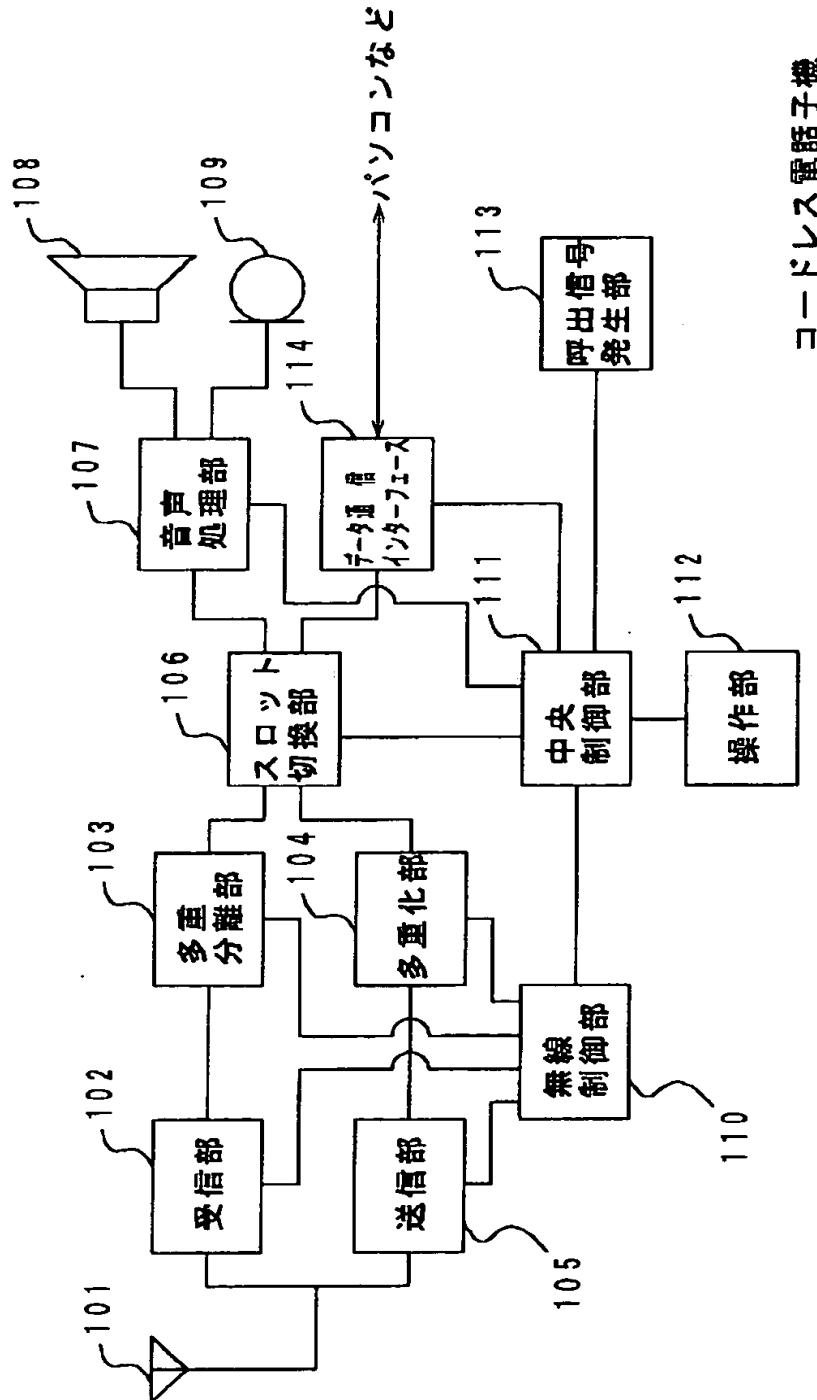 101
102
受信部
103
多重
分離部
106
スロット
切換部
107
音声
処理部
108
109
104
多重化部
114
データ通信
インターフェース
パソコンなど
送信部
105
無線
制御部
110
111
中央
制御部
113
呼出信号
発生部
112
操作部
コードレス電話子機